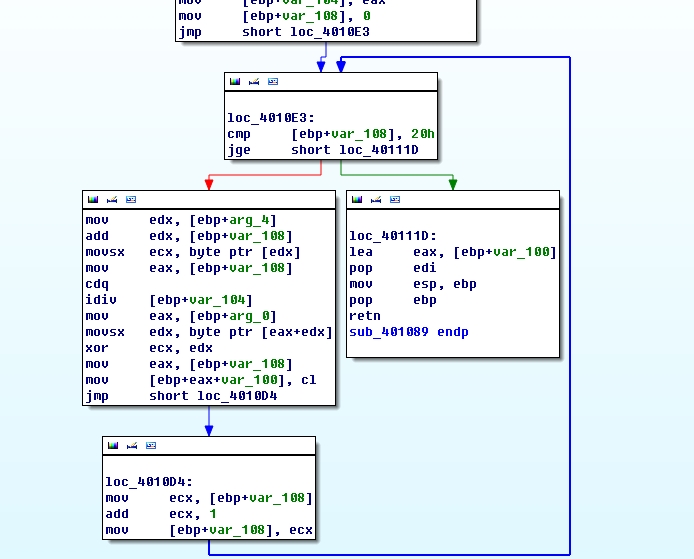 mov [ebp+var_104], eax
mov [ebp+var_108], 0
jmp short loc_4010E3
loc_4010E3:
cmp [ebp+var_108], 20h
jge short loc_40111D
mov edx, [ebp+arg_4]
add edx, [ebp+var_108]
movsx ecx, byte ptr [edx]
mov eax, [ebp+var_108]
cdq
idiv [ebp+var_104]
mov eax, [ebp+arg_0]
movsx edx, byte ptr [eax+edx]
xor ecx, edx
mov eax, [ebp+var_108]
mov [ebp+eax+var_100], cl
jmp short loc_4010D4
loc_40111D:
lea eax, [ebp+var_100]
pop edi
mov esp, ebp
pop ebp
retn
sub_401089 endp
loc_4010D4:
mov ecx, [ebp+var_108]
add ecx, 1
mov [ebp+var_108], ecx